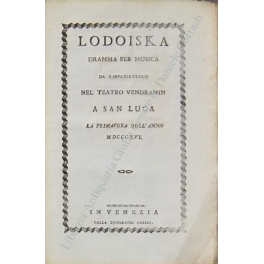 LODOISKA
DRAMMA PER MUSICA
DA RAPPRESENTARSI
NEL TEATRO VENDRAMIN
A SAN LUCA
LA PRIMAVERA DELL'ANNO
MDCCCXVI.
IN VENEZIA
DALLA TIPOGRAFIA CASALI.